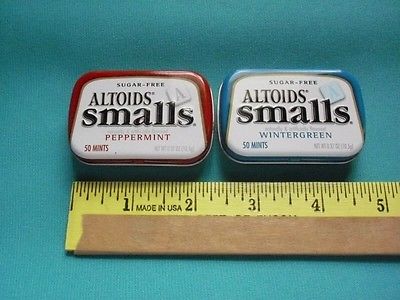 SUGAR-FREE
ALTOIDS®
smalls®
PEPPERMINT
50 MINTS
SUGAR-FREE
ALTOIDS®
smalls®
WINTERGREEN
50 MINTS
1 2 3 4 5
MADE IN USA